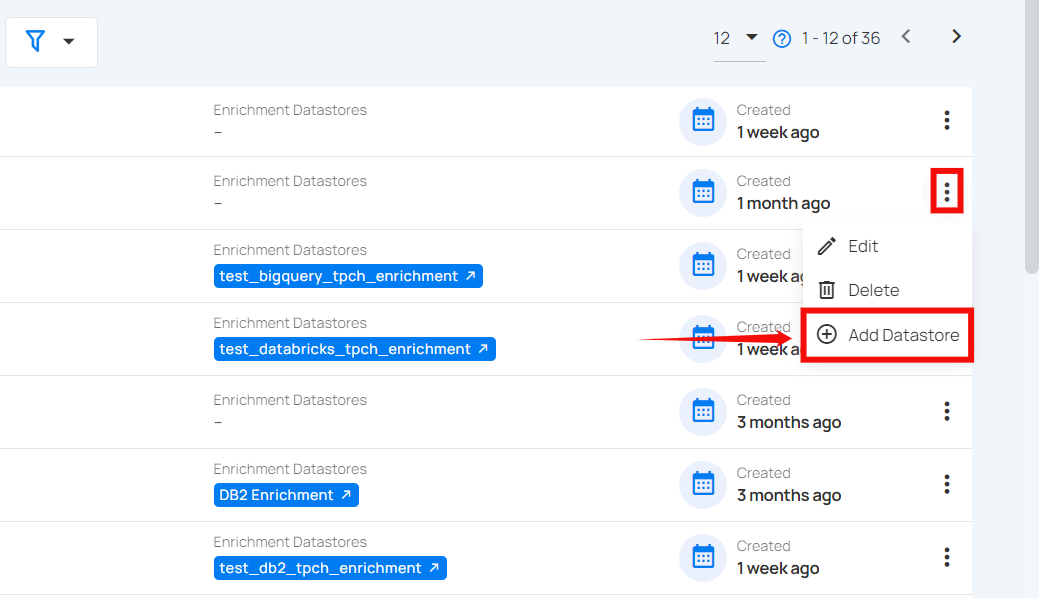 12 1 - 12 of 36
Enrichment Datastores Created
– 1 week ago
Enrichment Datastores Created
– 1 month ago
Edit
Enrichment Datastores Created
test_bigquery_tpch_enrichment 1 week
Delete
Enrichment Datastores Created
Add Datastore
test_databricks_tpch_enrichment 1 week
Enrichment Datastores Created
– 3 months ago
Enrichment Datastores Created
DB2 Enrichment 3 months ago
Enrichment Datastores Created
test_db2_tpch_enrichment 1 week ago